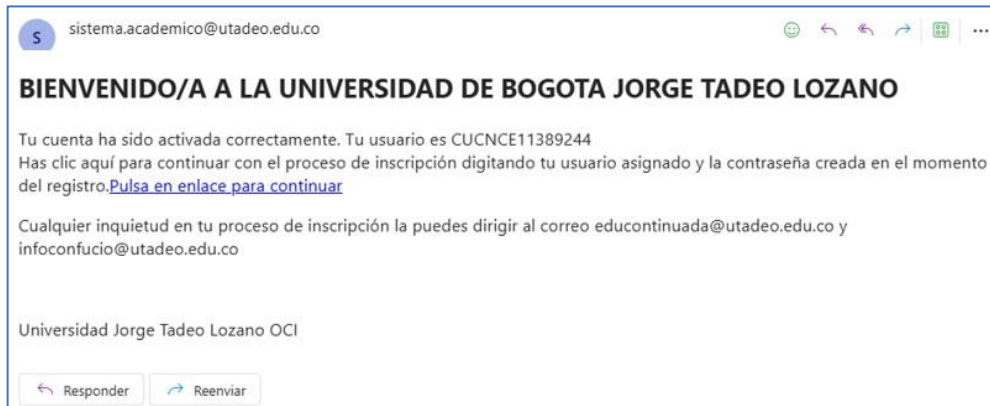 S
sistema.academico@utadeo.edu.co
BIENVENIDO/A A LA UNIVERSIDAD DE BOGOTA JORGE TADEO LOZANO
Tu cuenta ha sido activada correctamente. Tu usuario es CUCNCE11389244
Has clic aquí para continuar con el proceso de inscripción digitando tu usuario asignado y la contraseña creada en el momento
del registro.Pulsa en enlace para continuar
Cualquier inquietud en tu proceso de inscripción la puedes dirigir al correo educontinuada@utadeo.edu.co y
infoconfucio@utadeo.edu.co
Universidad Jorge Tadeo Lozano OCI
Responder Reenviar